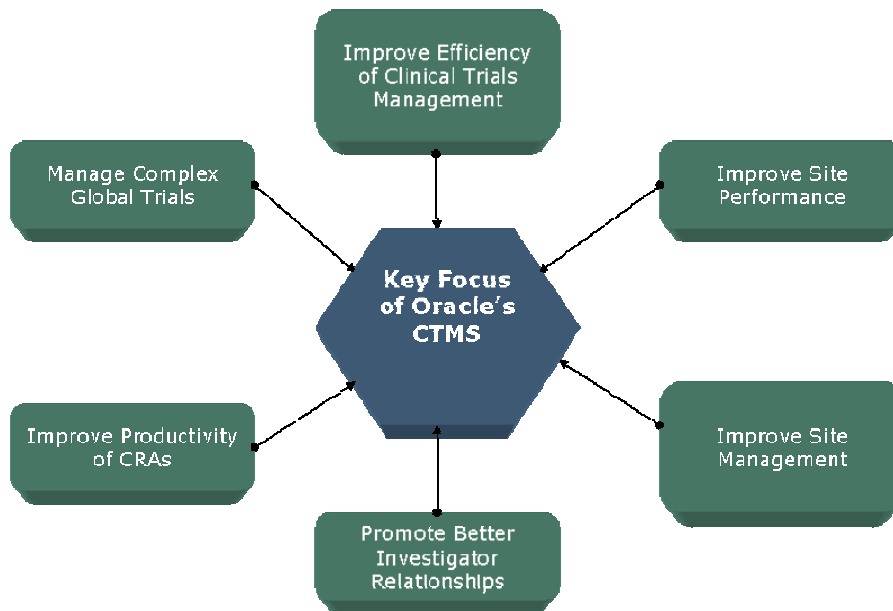 Improve Efficiency
of Clinical Trials
Management
Manage Complex
Global Trials
Improve Site
Performance
Key Focus
of Oracle's
CTMS
Improve Productivity
of CRAs
Improve Site
Management
Promote Better
Investigator
Relationships